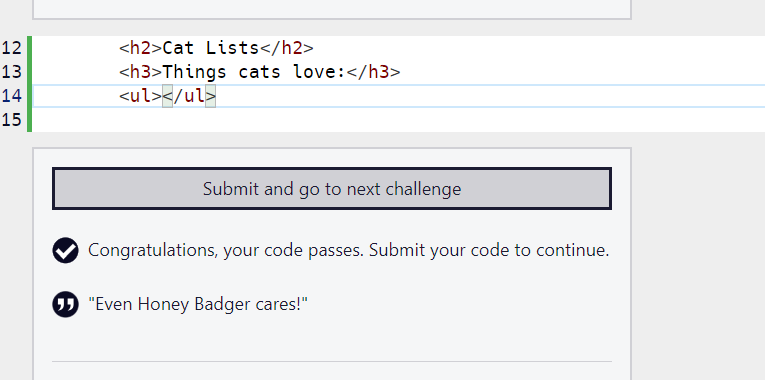 12 <h2>Cat Lists</h2>
13 <h3>Things cats love:</h3>
14 <ul></ul>
15
Submit and go to next challenge
Congratulations, your code passes. Submit your code to continue.
"Even Honey Badger cares!"